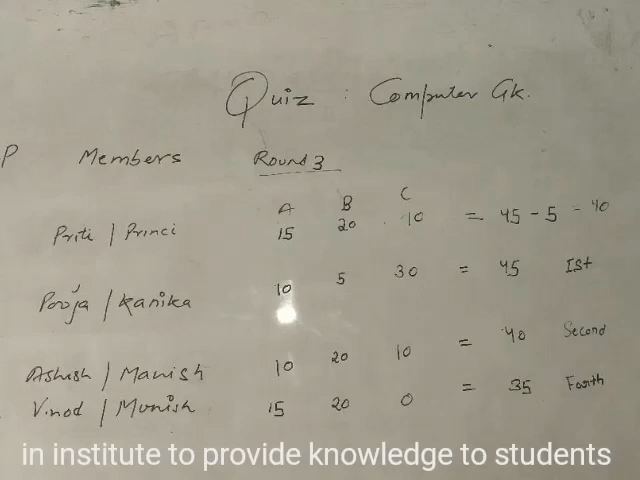 Quiz : Computer Gk.
P Members Round 3
A B C
Priti / Princi 15 20 10 = 45 - 5 = 40
Pooja / Kanika 10 5 30 = 45 Ist
Ashish / Manish 10 20 10 = 40 Second
Vinod / Munish 15 20 0 = 35 Forth
in institute to provide knowledge to students